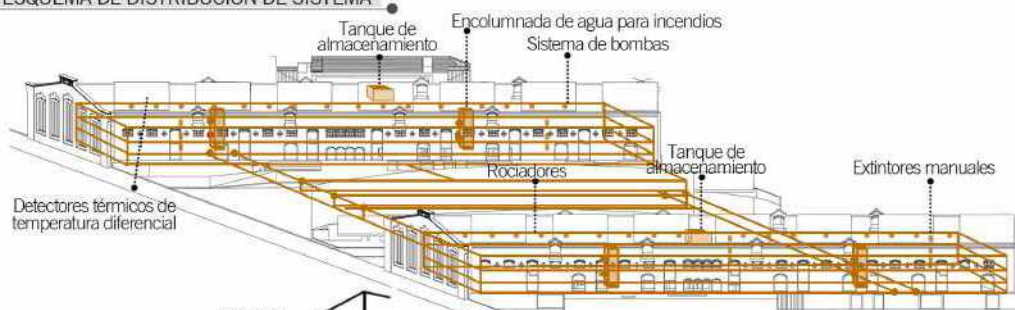 ESQUEMA DE DISTRIBUCIÓN DE SISTEMA
Tanque de
almacenamiento
Encolumnada de agua para incendios
Sistema de bombas
Rociadores
Tanque de
almacenamiento
Extintores manuales
Detectores térmicos de
temperatura diferencial